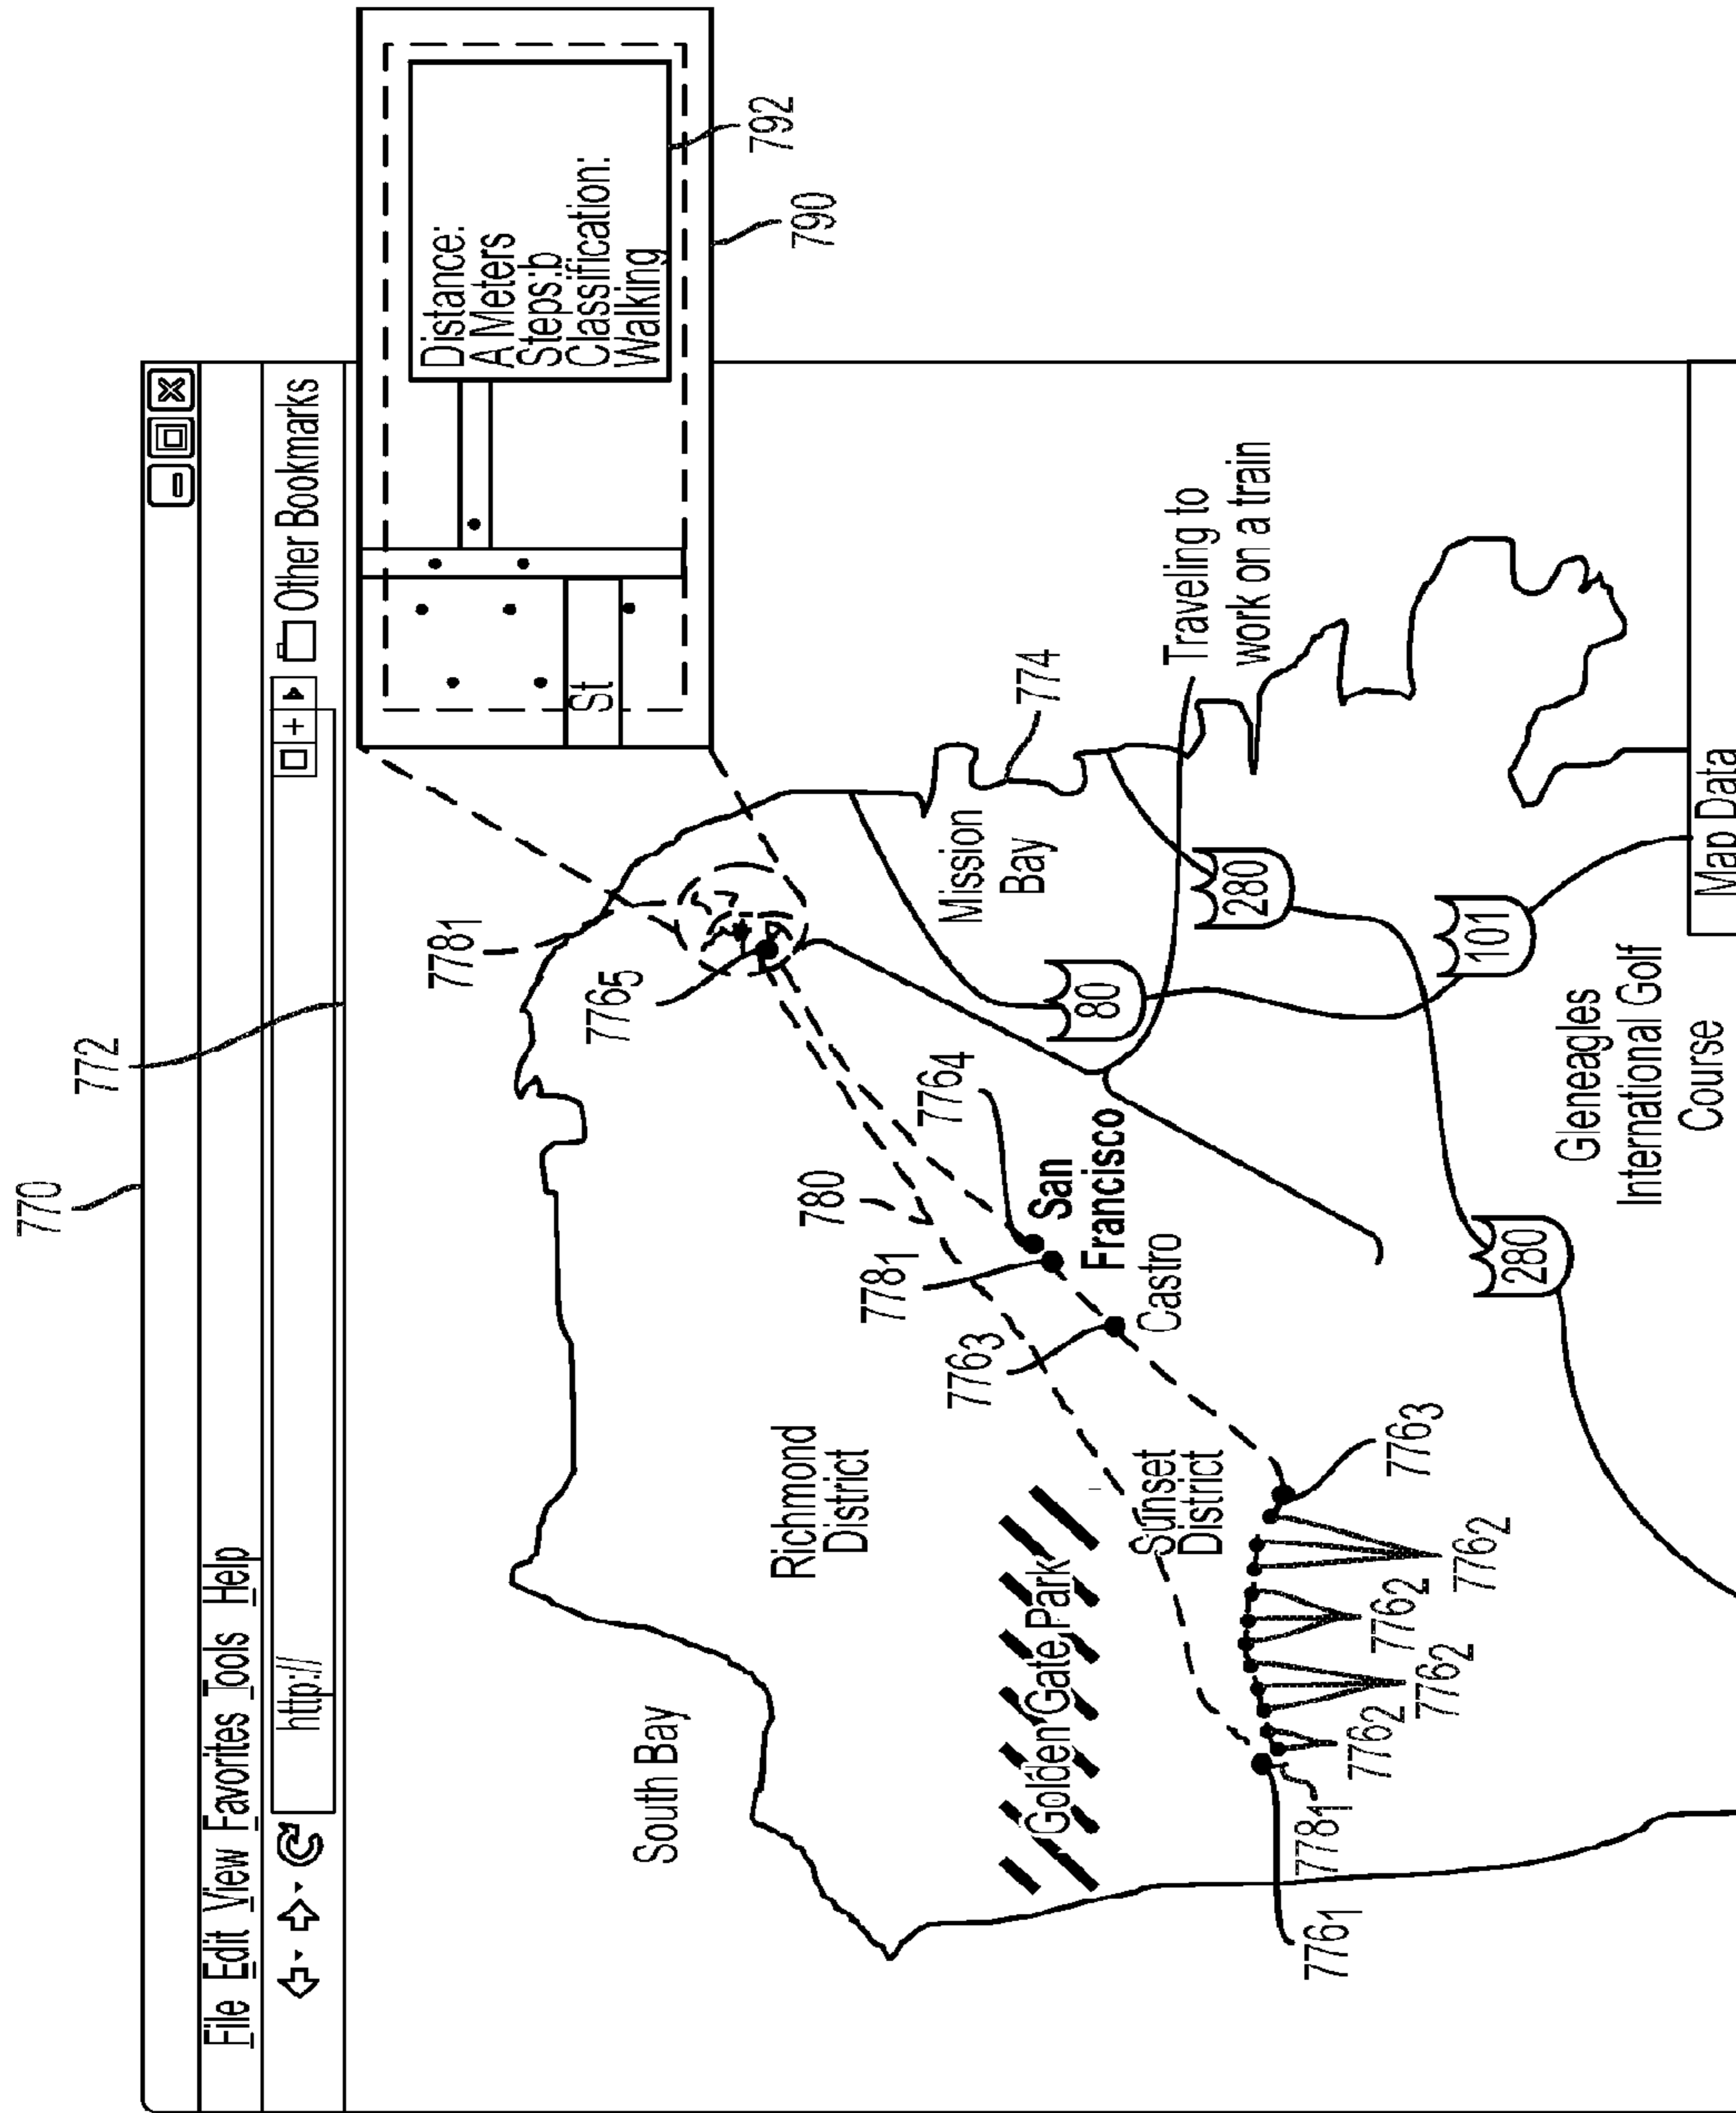 770
772
File Edit View Favorites Tools Help
http://
+
Other Bookmarks
Distance:
A Meters
Steps:b
Classification:
Walking
St
792
790
778₁
776₅
South Bay
Richmond
District
780
778₁
776₄
776₃
San
Francisco
Castro
Mission
Bay
774
Golden Gate Park
Sunset
District
80
280
Traveling to
work on a train
776₁
778₁
776₂
776₂
776₂
776₂
776₃
280
101
Gleneagles
International Golf
Course
Map Data